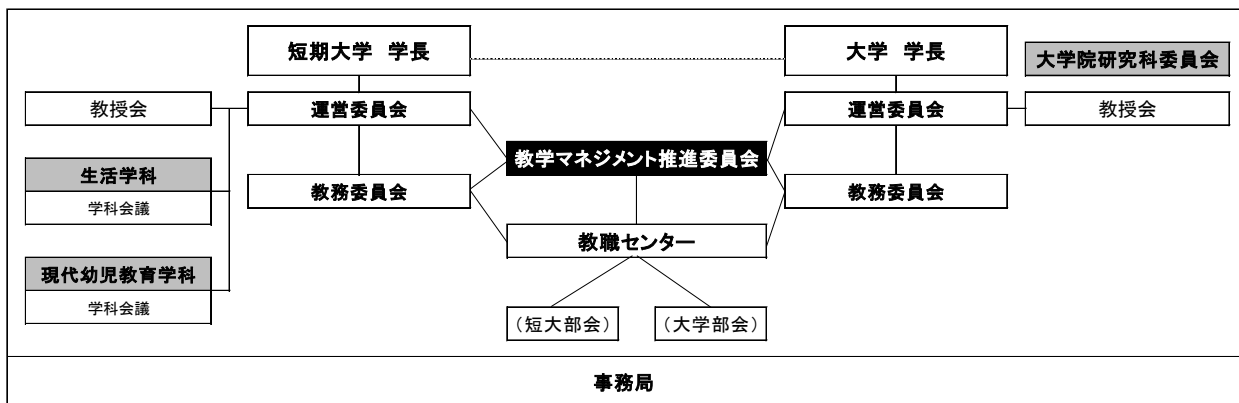 短期大学 学長
大学 学長
大学院研究科委員会
教授会
運営委員会
運営委員会
教授会
教学マネジメント推進委員会
生活学科
学科会議
教務委員会
教務委員会
教職センター
現代幼児教育学科
学科会議
（短大部会）
（大学部会）
事務局